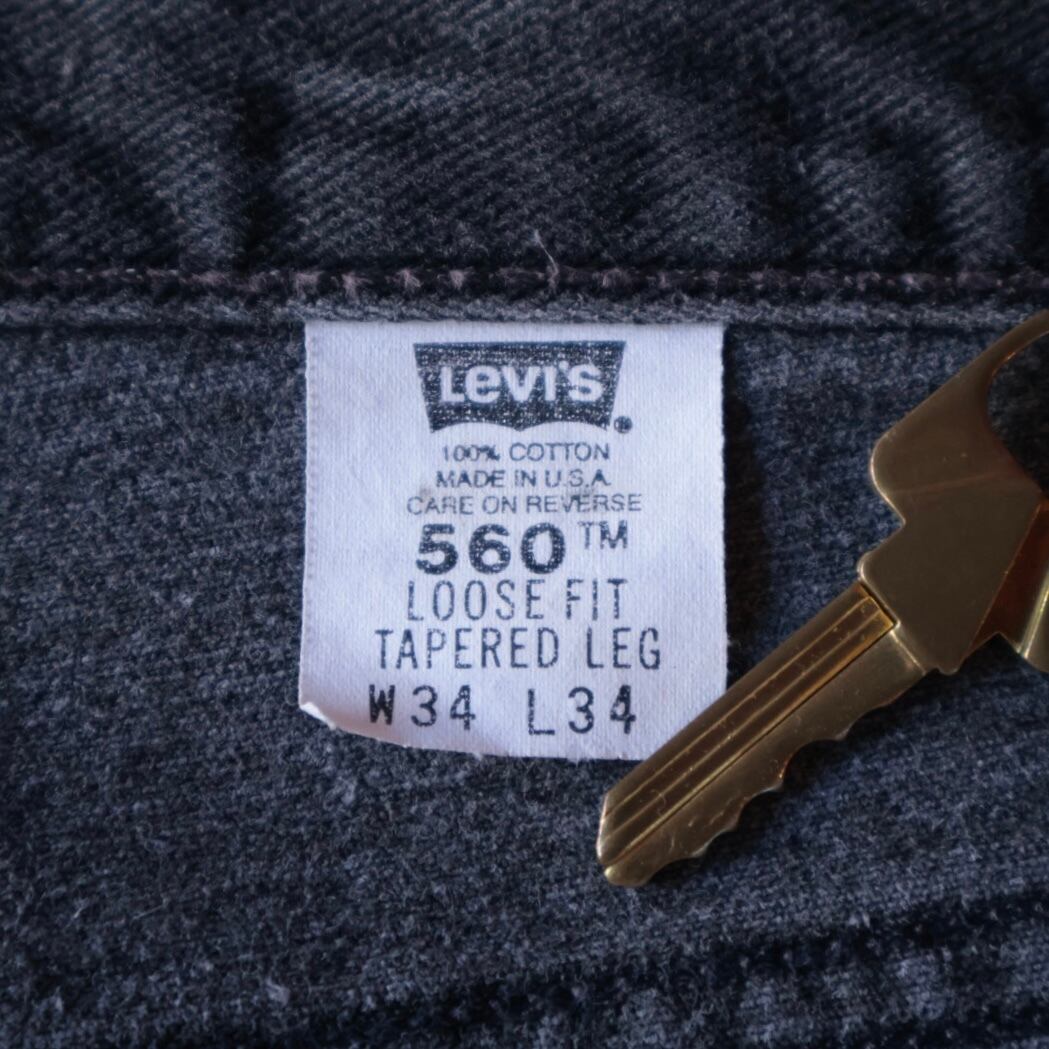 LEVI'S
100% COTTON
MADE IN U.S.A.
CARE ON REVERSE
560™
LOOSE FIT
TAPERED LEG
W34 L34